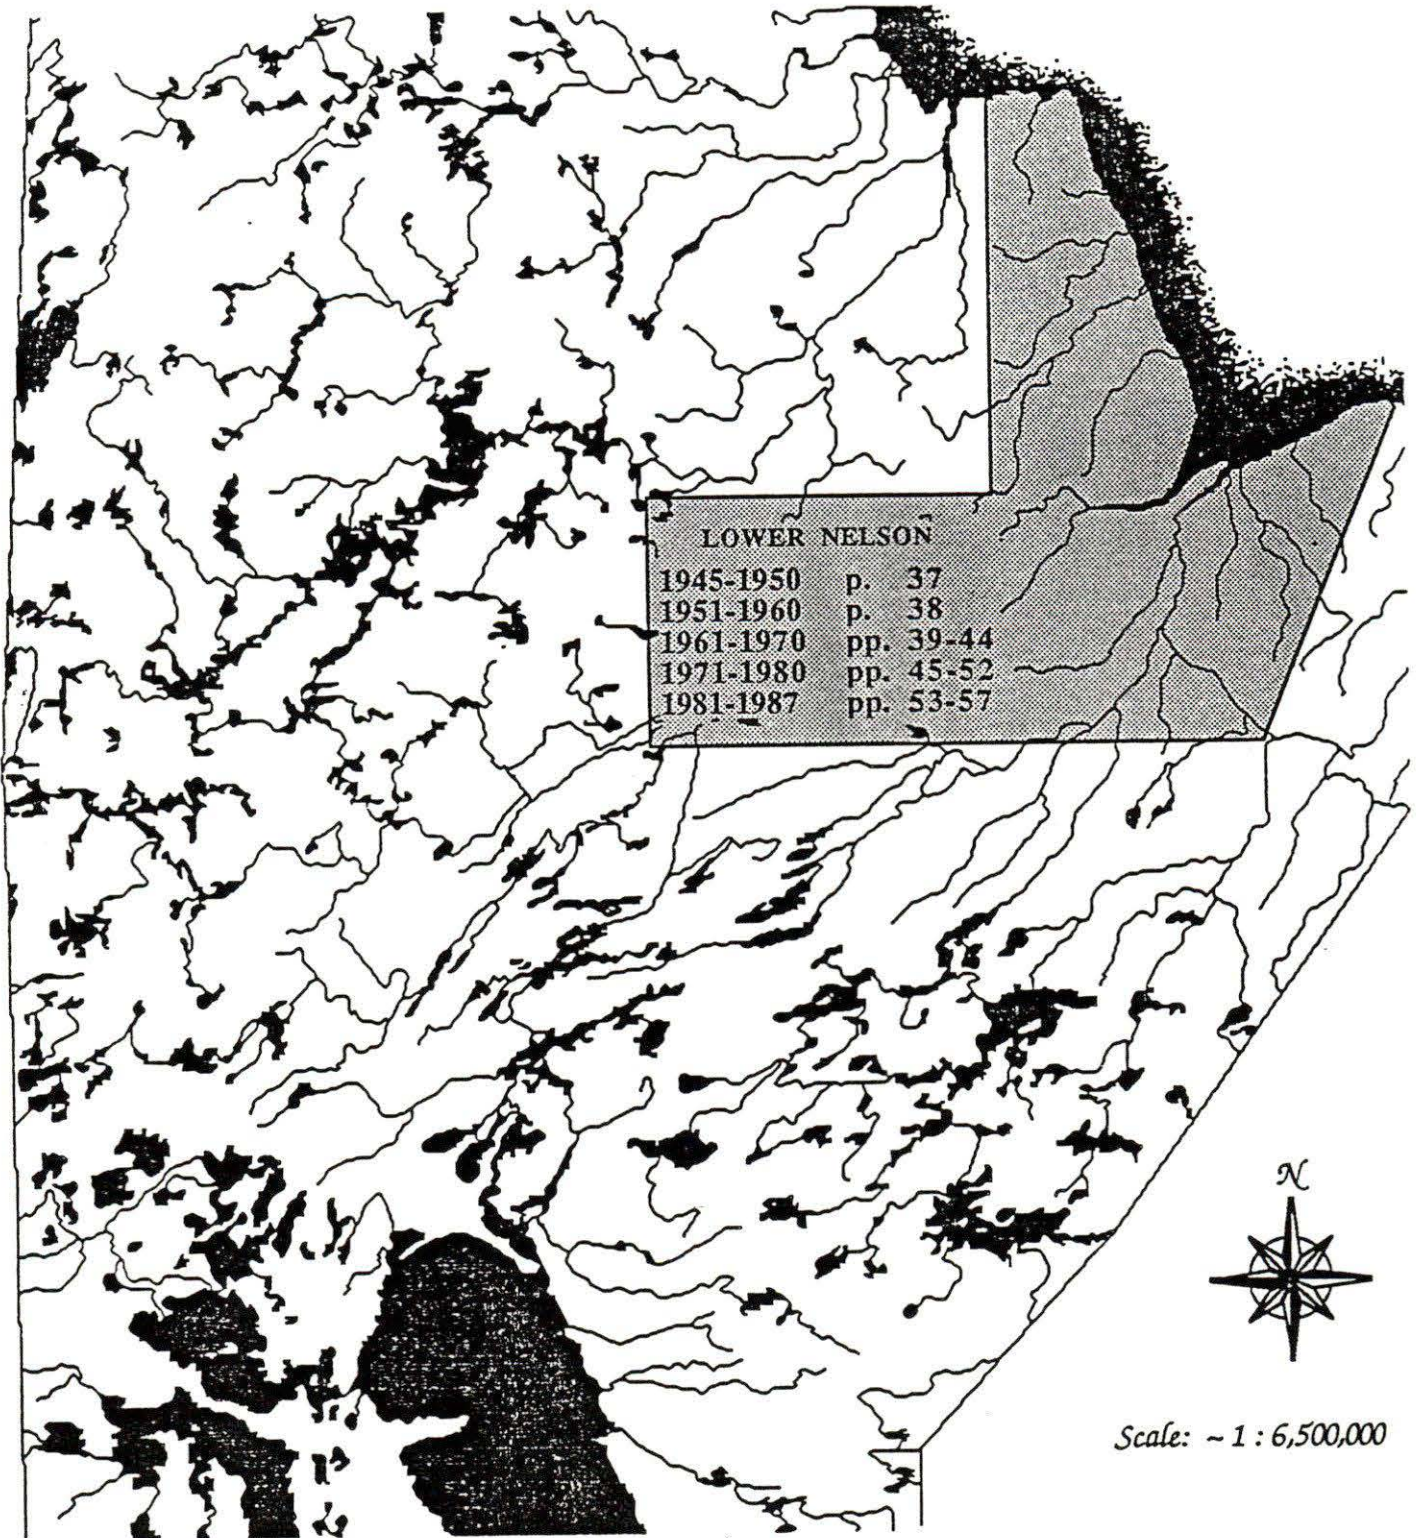 LOWER NELSON
1945-1950 p. 37
1951-1960 p. 38
1961-1970 pp. 39-44
1971-1980 pp. 45-52
1981-1987 pp. 53-57
N
Scale: ~ 1 : 6,500,000